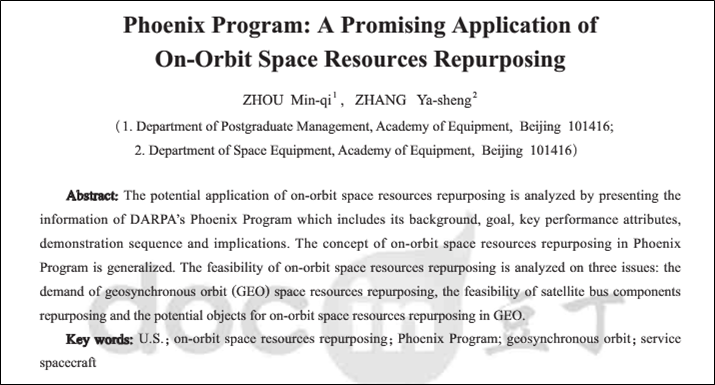 Phoenix Program: A Promising Application of
On-Orbit Space Resources Repurposing
ZHOU Min-qi1, ZHANG Ya-sheng2
(1. Department of Postgraduate Management, Academy of Equipment, Beijing 101416;
2. Department of Space Equipment, Academy of Equipment, Beijing 101416)
Abstract: The potential application of on-orbit space resources repurposing is analyzed by presenting the
information of DARPA's Phoenix Program which includes its background, goal, key performance attributes,
demonstration sequence and implications. The concept of on-orbit space resources repurposing in Phoenix
Program is generalized. The feasibility of on-orbit space resources repurposing is analyzed on three issues: the
demand of geosynchronous orbit (GEO) space resources repurposing, the feasibility of satellite bus components
repurposing and the potential objects for on-orbit space resources repurposing in GEO.
Key words: U.S.; on-orbit space resources repurposing; Phoenix Program; geosynchronous orbit; service
spacecraft
docin 豆丁